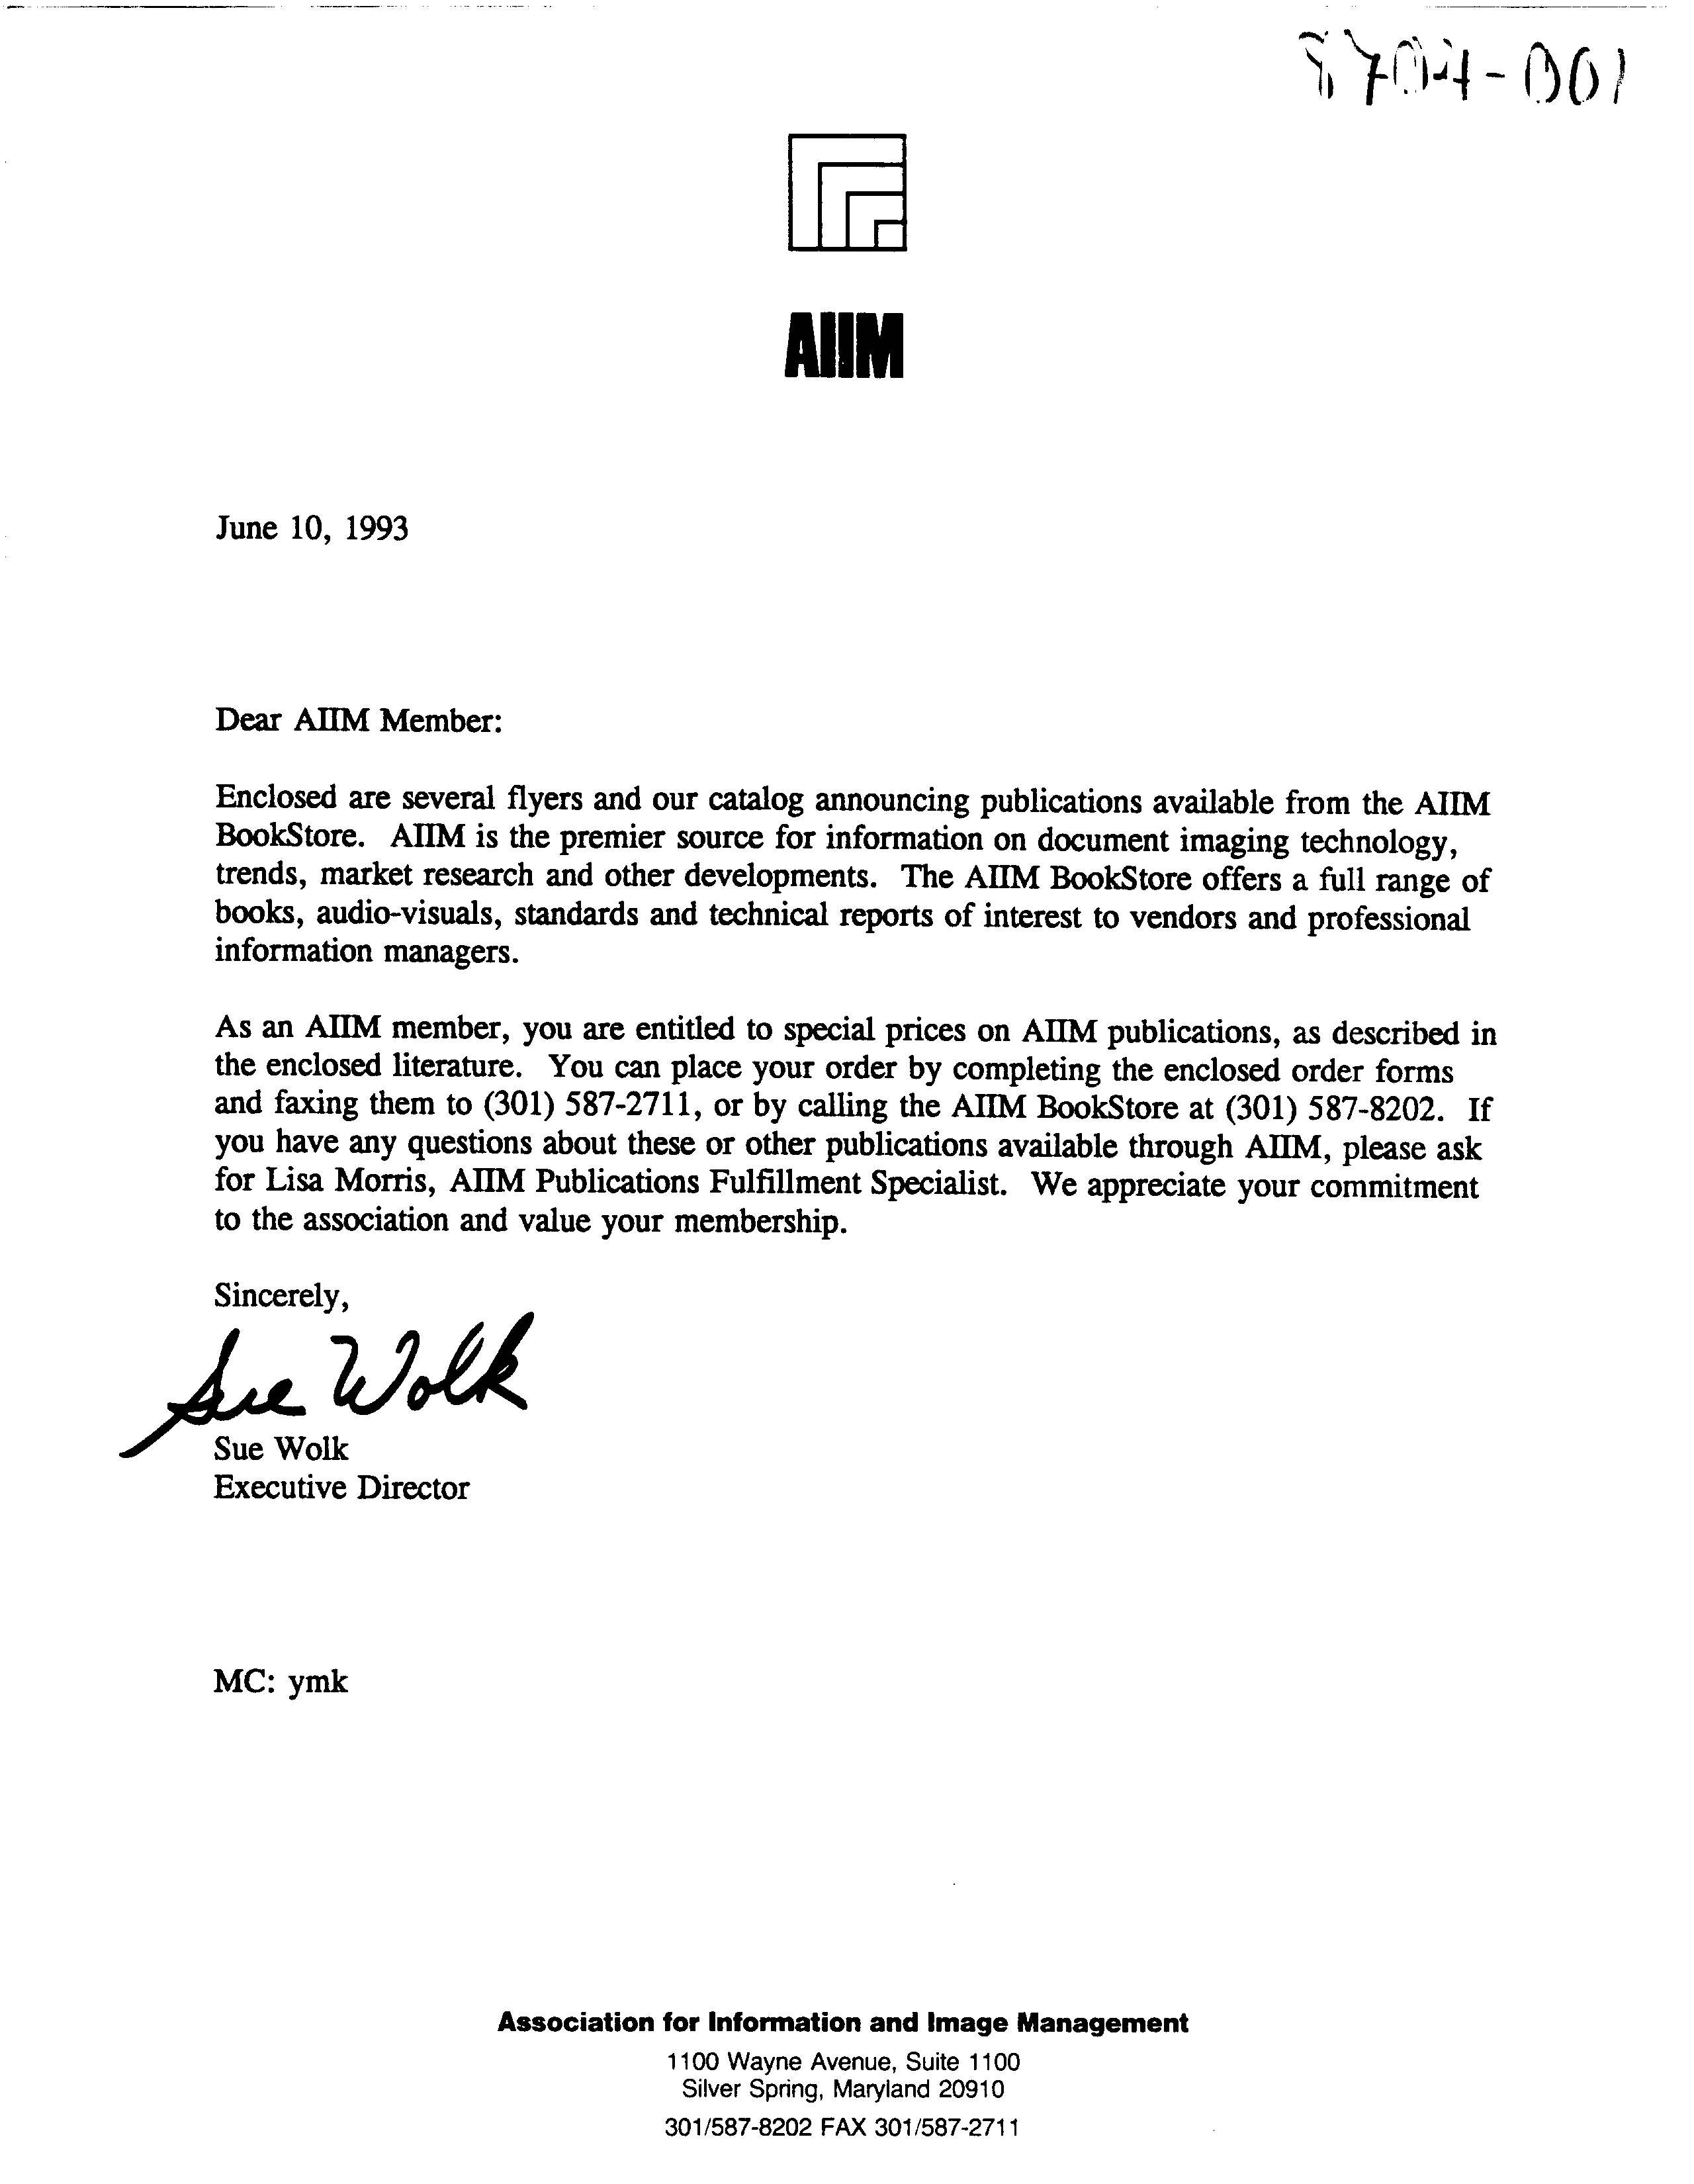 8704-001
AIIM
June 10, 1993
Dear AIIM Member:
Enclosed are several flyers and our catalog announcing publications available from the AIIM
BookStore. AIIM is the premier source for information on document imaging technology,
trends, market research and other developments. The AIIM BookStore offers a full range of
books, audio-visuals, standards and technical reports of interest to vendors and professional
information managers.
As an AIIM member, you are entitled to special prices on AIIM publications, as described in
the enclosed literature. You can place your order by completing the enclosed order forms
and faxing them to (301) 587-2711, or by calling the AIIM BookStore at (301) 587-8202. If
you have any questions about these or other publications available through AIIM, please ask
for Lisa Morris, AIIM Publications Fulfillment Specialist. We appreciate your commitment
to the association and value your membership.
Sincerely,
Sue Wolk
Sue Wolk
Executive Director
MC: ymk
Association for Information and Image Management
1100 Wayne Avenue, Suite 1100
Silver Spring, Maryland 20910
301/587-8202 FAX 301/587-2711